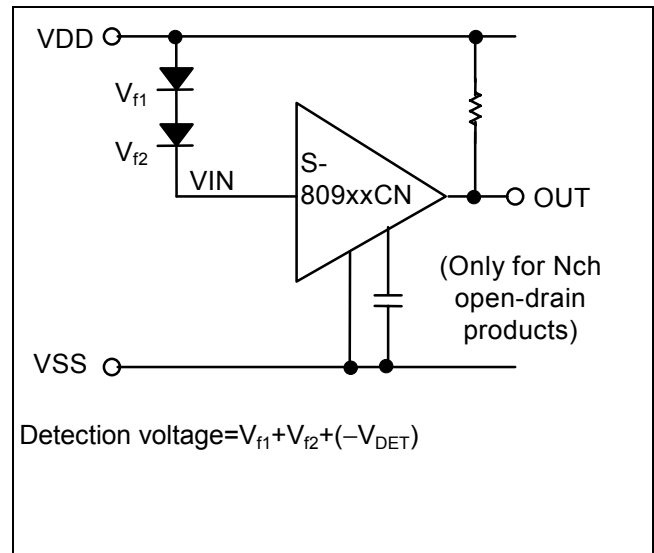 VDD
Vf1
Vf2
VIN
S-
809xxCN
OUT
(Only for Nch
open-drain
products)
VSS
Detection voltage=Vf1+Vf2+(−VDET)